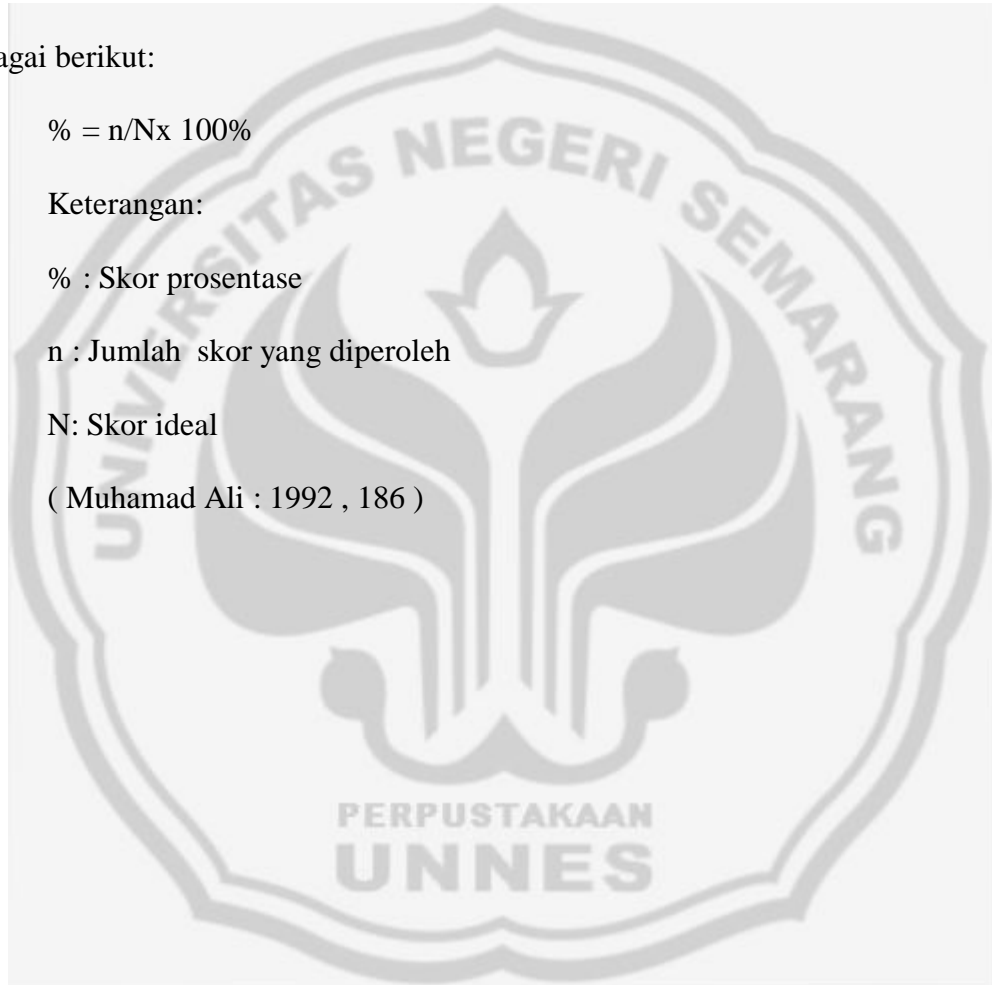 agai berikut:
% = n/Nx 100%
Keterangan:
% : Skor prosentase
n : Jumlah skor yang diperoleh
N: Skor ideal
( Muhamad Ali : 1992 , 186 )
UNIVERSITAS NEGERI SEMARANG
PERPUSTAKAAN
UNNES